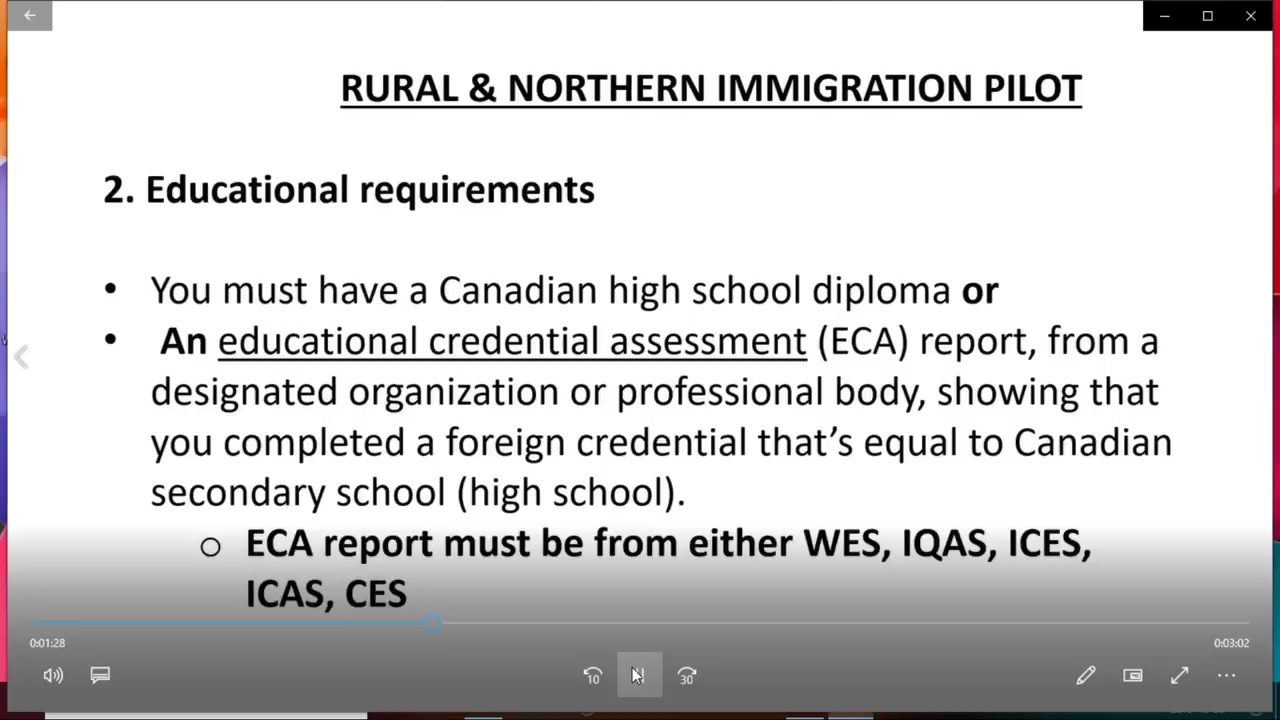 RURAL & NORTHERN IMMIGRATION PILOT
2. Educational requirements
• You must have a Canadian high school diploma or
• An educational credential assessment (ECA) report, from a
designated organization or professional body, showing that
you completed a foreign credential that’s equal to Canadian
secondary school (high school).
o ECA report must be from either WES, IQAS, ICES,
ICAS, CES
0:01:28
0:03:02
10
30